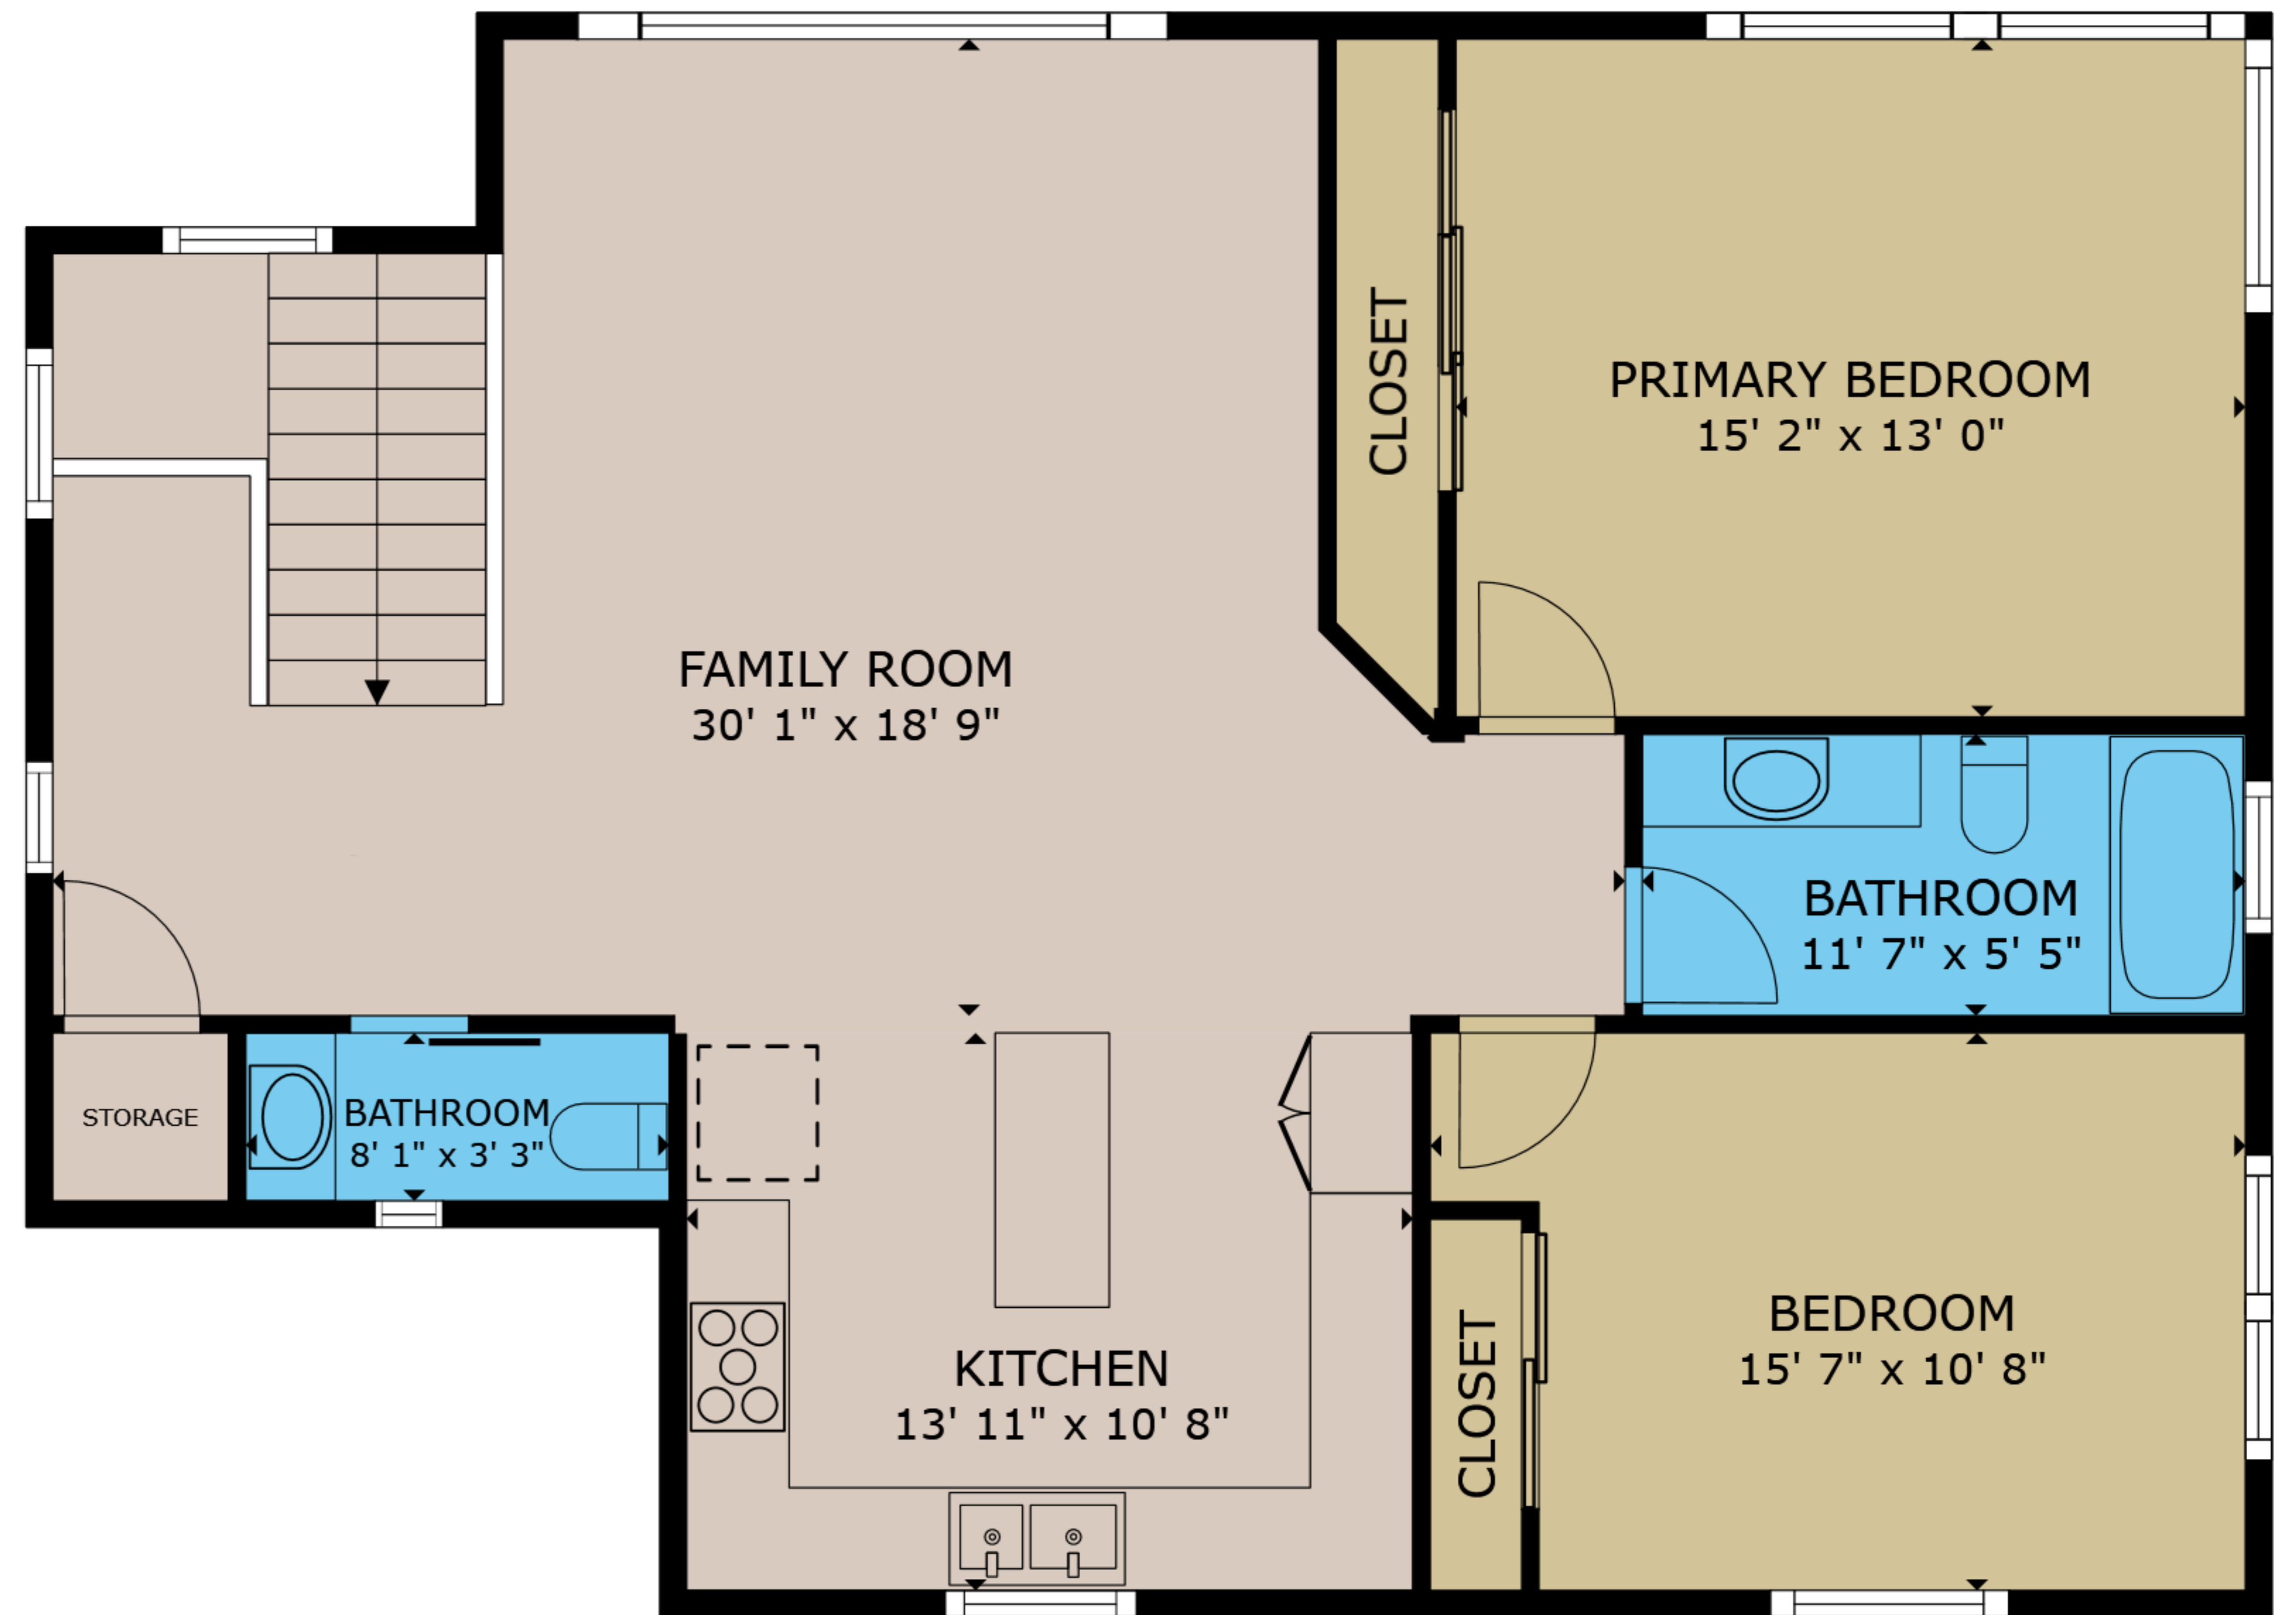 CLOSET
PRIMARY BEDROOM
15' 2" x 13' 0"
FAMILY ROOM
30' 1" x 18' 9"
BATHROOM
11' 7" x 5' 5"
STORAGE
BATHROOM
8' 1" x 3' 3"
KITCHEN
13' 11" x 10' 8"
CLOSET
BEDROOM
15' 7" x 10' 8"